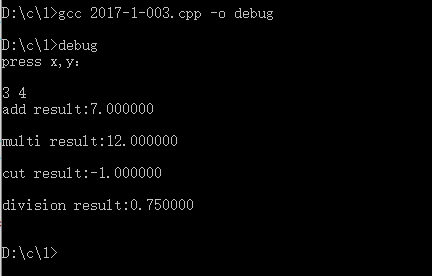 D:\c\1>gcc 2017-1-003.cpp -o debug
D:\c\1>debug
press x,y:
3 4
add result:7.000000
multi result:12.000000
cut result:-1.000000
division result:0.750000
D:\c\1>